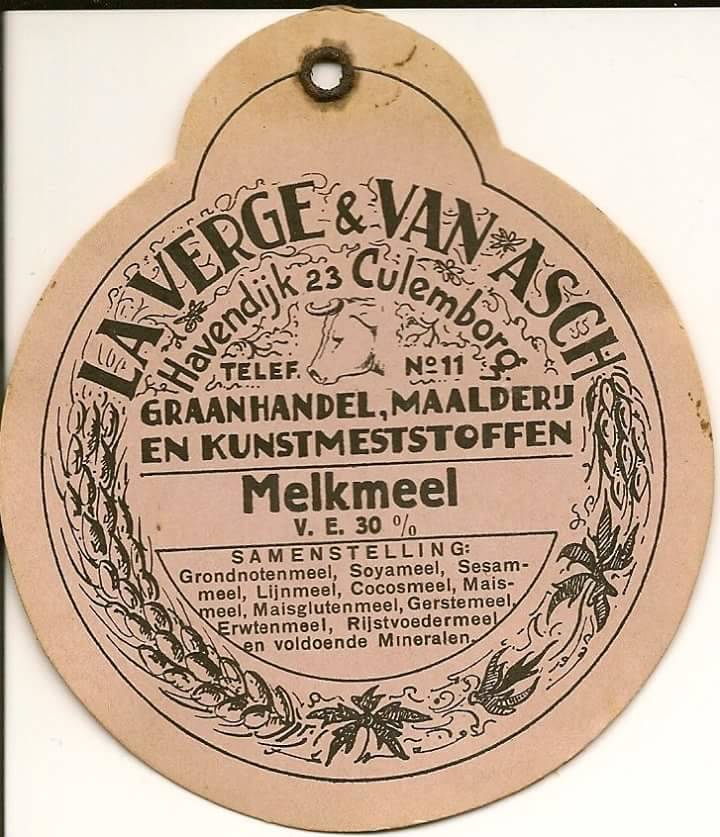 LA VERGE & VAN ASCH
Havendijk 23 Culemborg.
TELEF. No 11
GRAANHANDEL, MAALDERIJ
EN KUNSTMESTSTOFFEN
Melkmeel
V. E. 30 %
SAMENSTELLING:
Grondnotenmeel, Soyameel, Sesam-
meel, Lijnmeel, Cocosmeel, Mais-
meel, Maisglutenmeel, Gerstemeel,
Erwtenmeel, Rijstvoedermeel
en voldoende Mineralen.